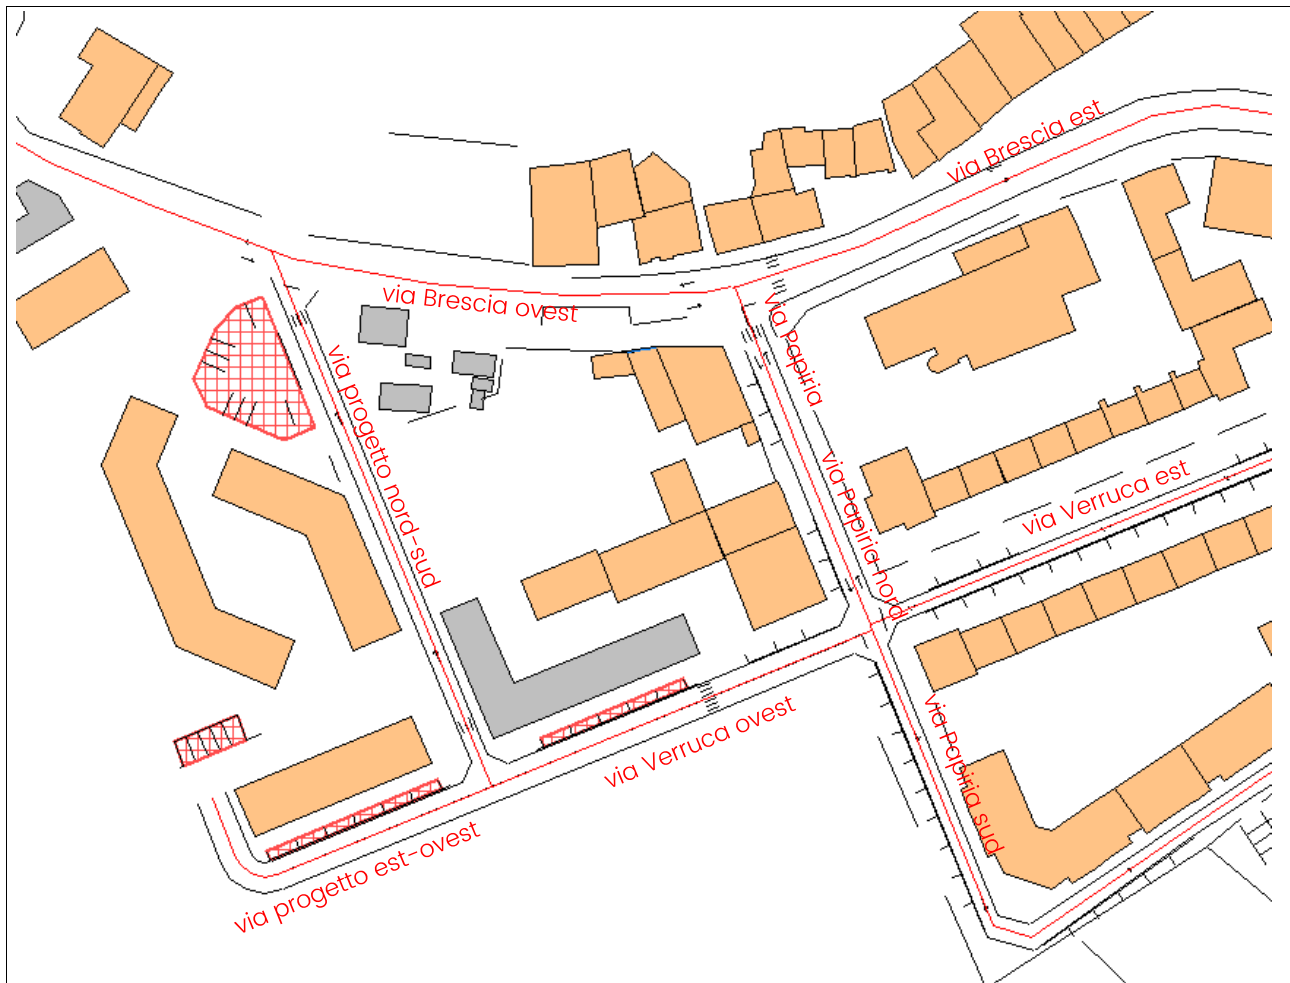 via Brescia est
via Brescia ovest
via Papiria
via progetto nord-sud
via Papiria nord
via Verruca est
via Verruca ovest
via Papiria sud
via progetto est-ovest